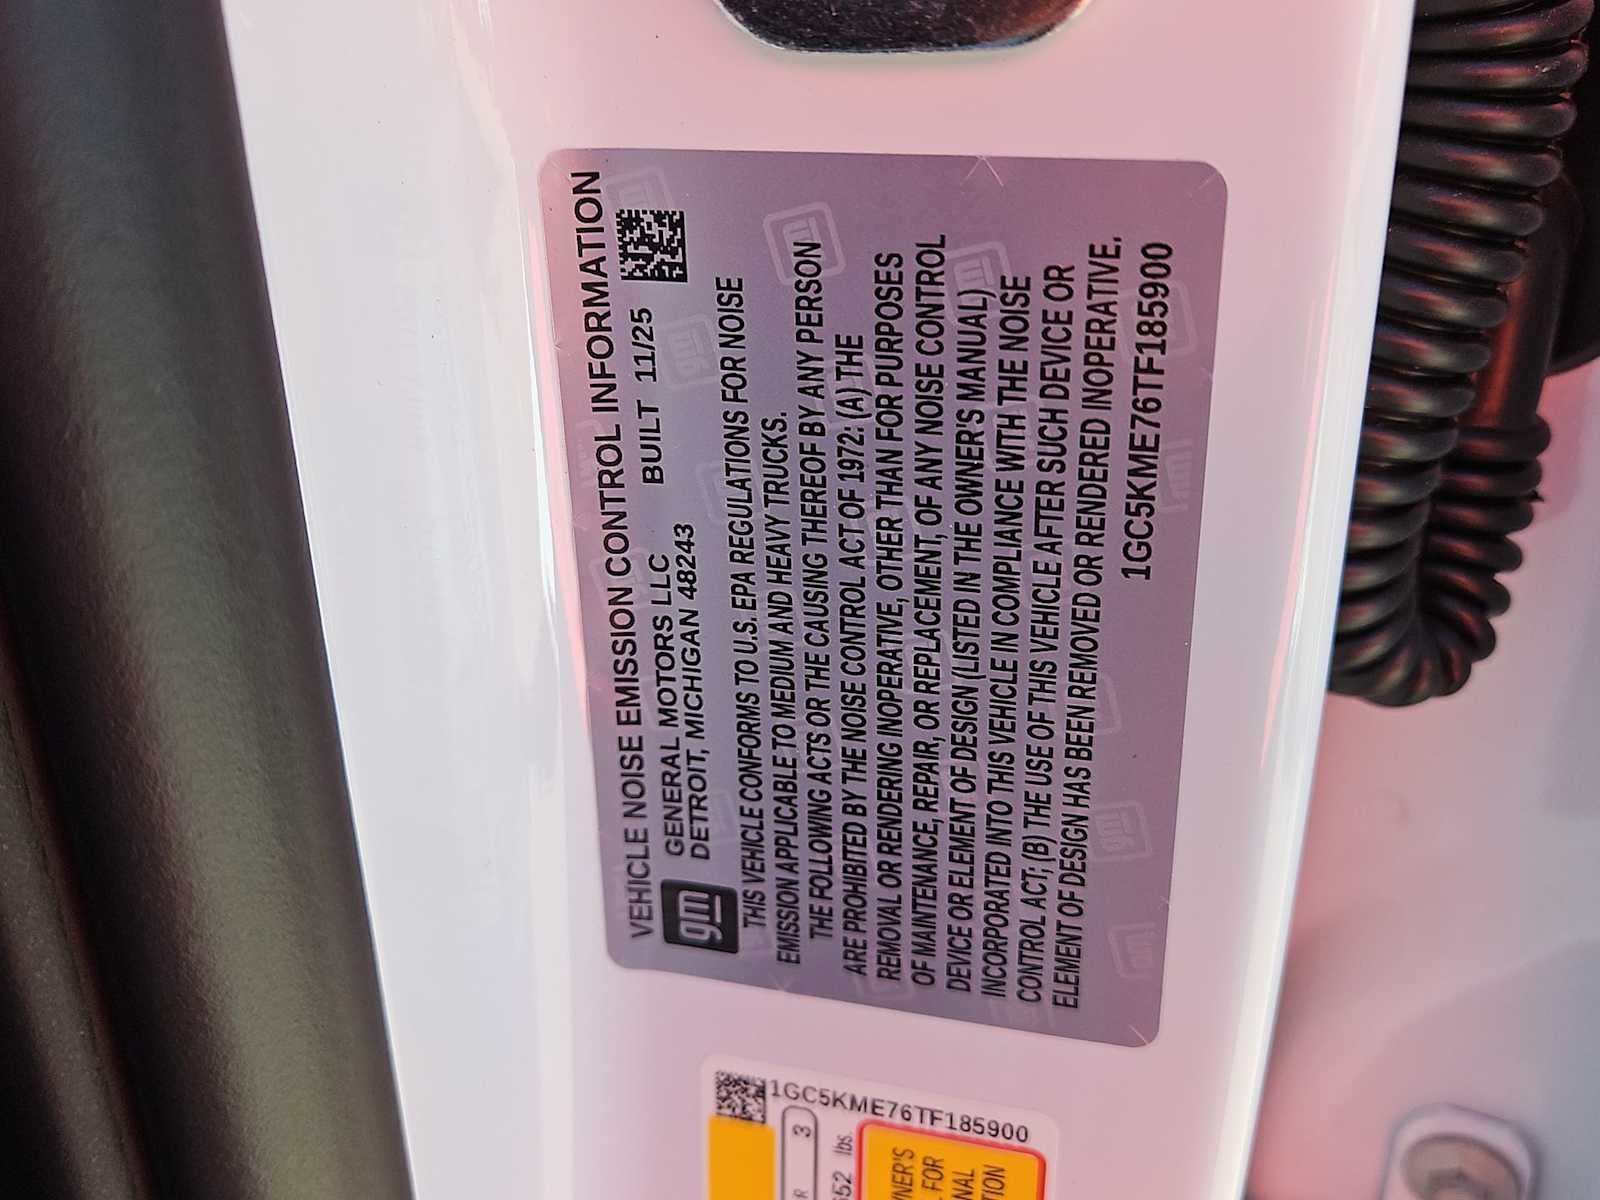 VEHICLE NOISE EMISSION CONTROL INFORMATION
gm
GENERAL MOTORS LLC BUILT 11/25
DETROIT, MICHIGAN 48243
THIS VEHICLE CONFORMS TO U.S. EPA REGULATIONS FOR NOISE
EMISSION APPLICABLE TO MEDIUM AND HEAVY TRUCKS.
THE FOLLOWING ACTS OR THE CAUSING THEREOF BY ANY PERSON
ARE PROHIBITED BY THE NOISE CONTROL ACT OF 1972: (A) THE
REMOVAL OR RENDERING INOPERATIVE, OTHER THAN FOR PURPOSES
OF MAINTENANCE, REPAIR, OR REPLACEMENT, OF ANY NOISE CONTROL
DEVICE OR ELEMENT OF DESIGN (LISTED IN THE OWNER'S MANUAL)
INCORPORATED INTO THIS VEHICLE IN COMPLIANCE WITH THE NOISE
CONTROL ACT; (B) THE USE OF THIS VEHICLE AFTER SUCH DEVICE OR
ELEMENT OF DESIGN HAS BEEN REMOVED OR RENDERED INOPERATIVE.
1GC5KME76TF185900
1GC5KME76TF185900
3
lbs.
FOR